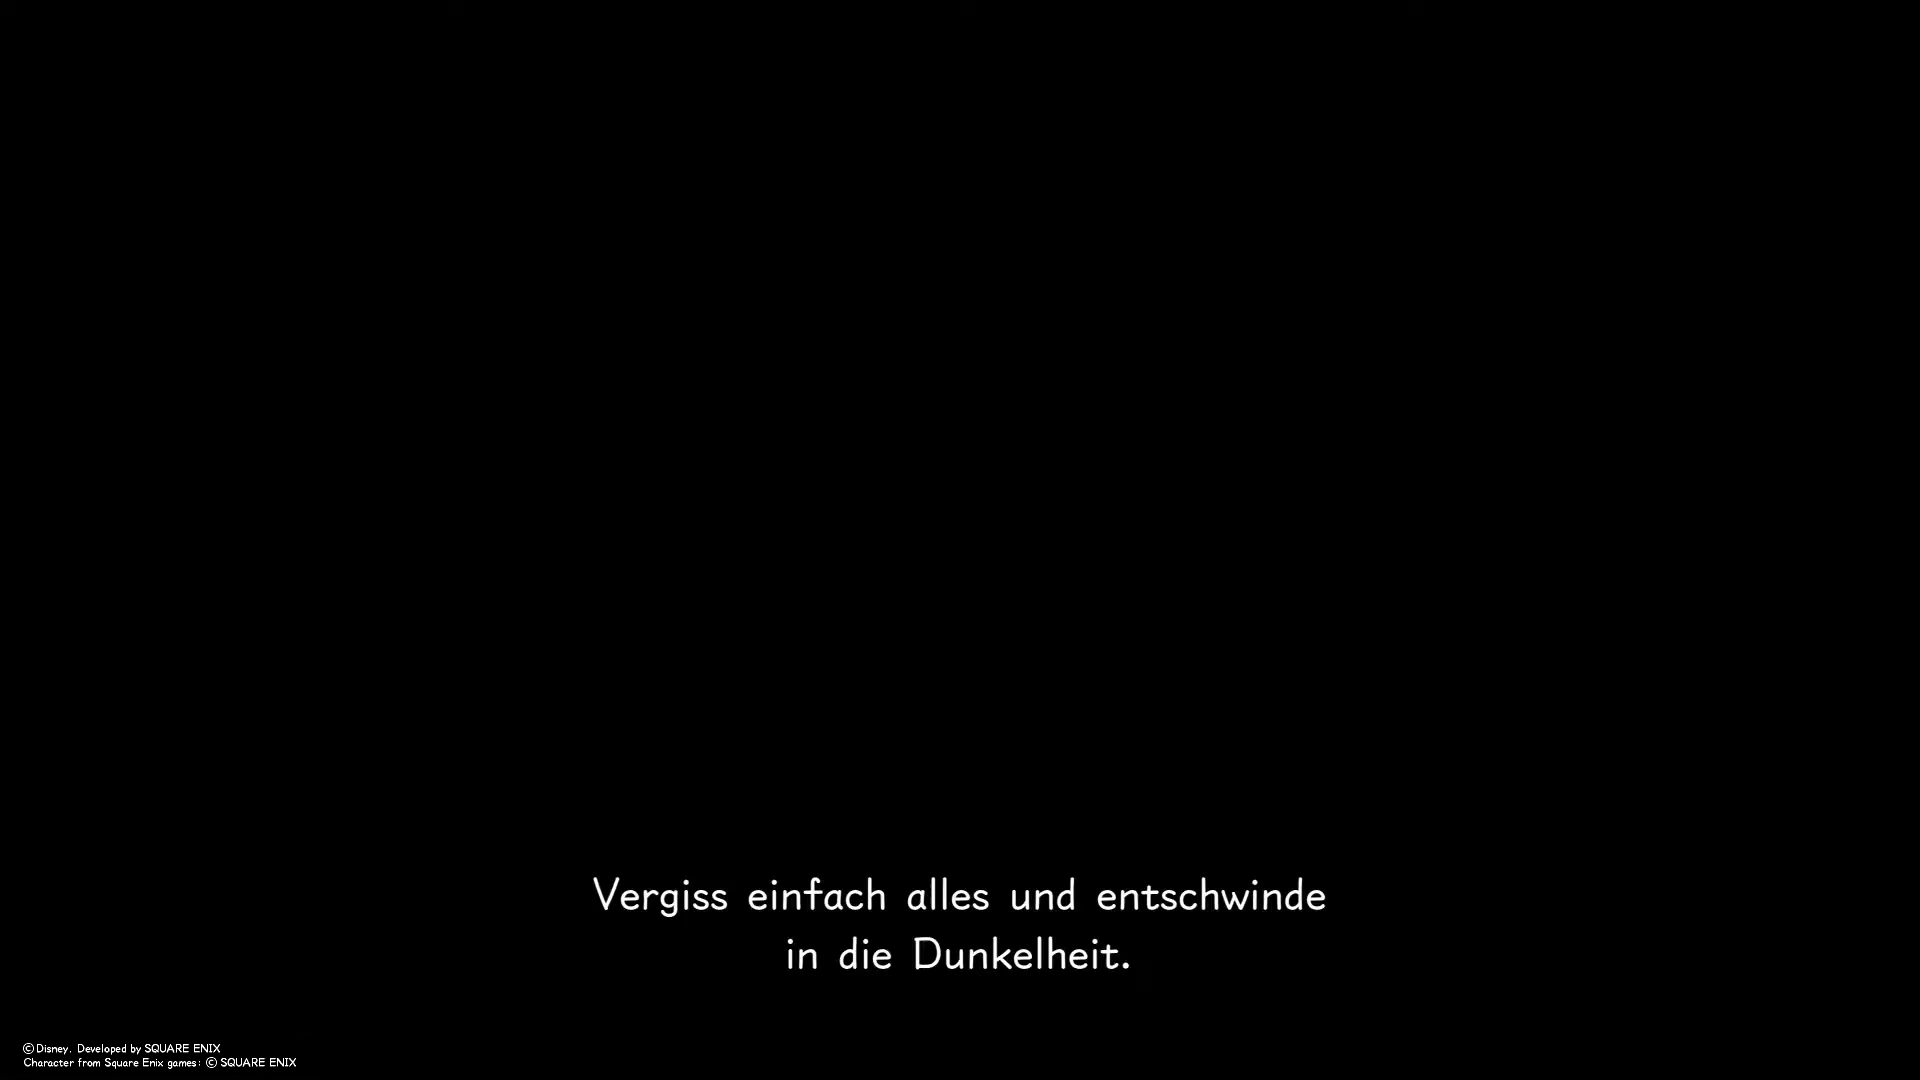 Vergiss einfach alles und entschwinde
in die Dunkelheit.
©Disney. Developed by SQUARE ENIX
Character from Square Enix games: © SQUARE ENIX